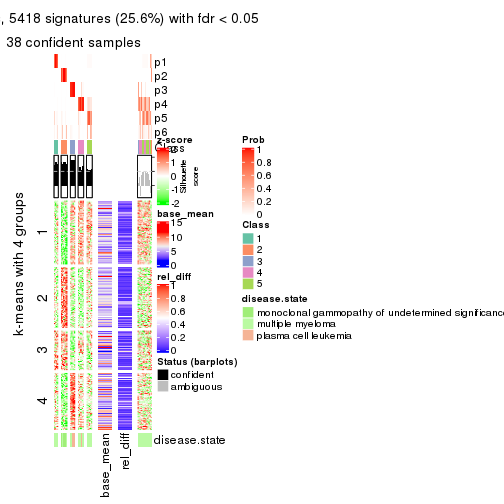 , 5418 signatures (25.6%) with fdr < 0.05
38 confident samples
p1
p2
p3
p4
p5
p6
Class
Silhouette
score
k-means with 4 groups
1
2
3
4
base_mean
rel_diff
disease.state
z-score
2
1
0
-1
-2
base_mean
15
10
5
0
rel_diff
1
0.8
0.6
0.4
0.2
0
Status (barplots)
confident
ambiguous
Prob
1
0.8
0.6
0.4
0.2
0
Class
1
2
3
4
5
disease.state
monoclonal gammopathy of undetermined significance
multiple myeloma
plasma cell leukemia